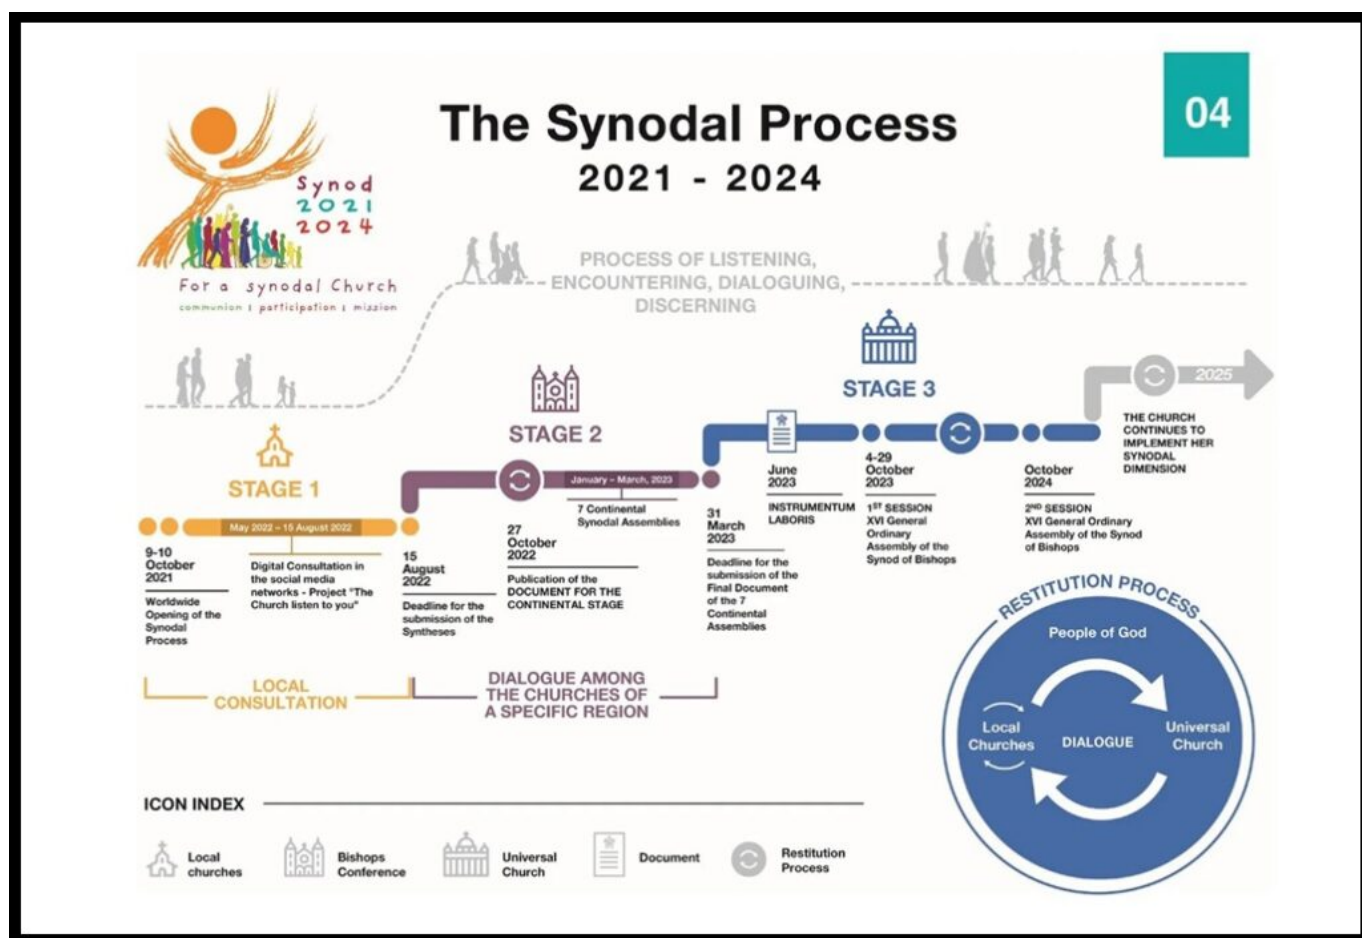 04
The Synodal Process
2021 - 2024
Synod
2021
2024
For a synodal Church
communion | participation | mission
PROCESS OF LISTENING,
ENCOUNTERING, DIALOGUING,
DISCERNING
STAGE 1
May 2022 – 15 August 2022
9-10
October
2021
Worldwide
Opening of the
Synodal
Process
Digital Consultation in
the social media
networks - Project "The
Church listen to you"
15
August
2022
Deadline for the
submission of the
Syntheses
LOCAL
CONSULTATION
STAGE 2
January – March, 2023
7 Continental
Synodal Assemblies
27
October
2022
Publication of the
DOCUMENT FOR THE
CONTINENTAL STAGE
31
March
2023
Deadline for the
submission of the
Final Document
of the 7
Continental
Assemblies
DIALOGUE AMONG
THE CHURCHES OF
A SPECIFIC REGION
STAGE 3
June
2023
INSTRUMENTUM
LABORIS
4-29
October
2023
1ST SESSION
XVI General
Ordinary
Assembly of the
Synod of Bishops
October
2024
2ND SESSION
XVI General Ordinary
Assembly of the Synod
of Bishops
2025
THE CHURCH
CONTINUES TO
IMPLEMENT HER
SYNODAL
DIMENSION
RESTITUTION PROCESS
People of God
Local
Churches
DIALOGUE
Universal
Church
ICON INDEX
Local
churches
Bishops
Conference
Universal
Church
Document
Restitution
Process